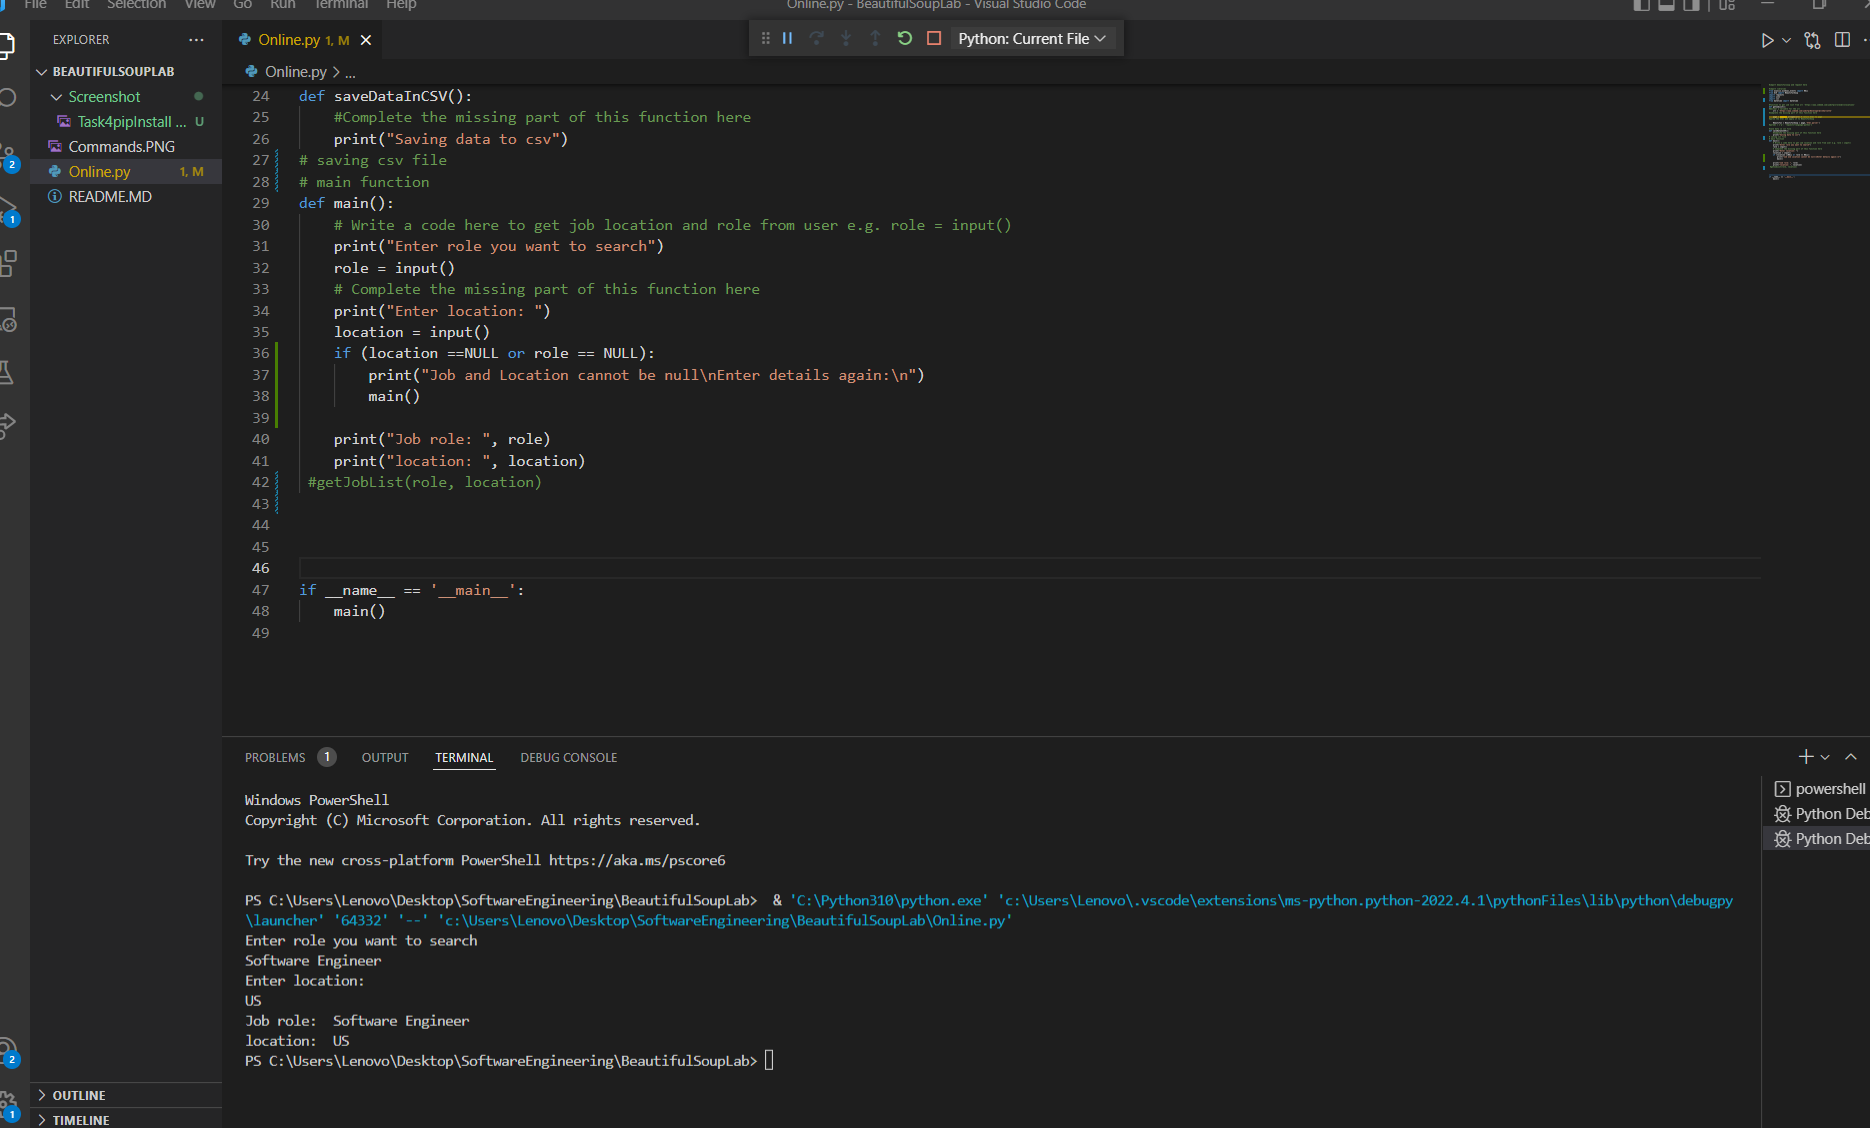 File Edit Selection View Go Run Terminal Help
Online.py - BeautifulSoupLab - Visual Studio Code
EXPLORER ...
BEAUTIFULSOUPLAB
Screenshot
Task4pipInstall ... U
Commands.PNG
Online.py 1, M
README.MD
OUTLINE
TIMELINE
2
1
2
1
Online.py 1, M
Python: Current File
Online.py > ...
24 def saveDataInCSV():
25     #Complete the missing part of this function here
26     print("Saving data to csv")
27 # saving csv file
28 # main function
29 def main():
30     # Write a code here to get job location and role from user e.g. role = input()
31     print("Enter role you want to search")
32     role = input()
33     # Complete the missing part of this function here
34     print("Enter location: ")
35     location = input()
36     if (location ==NULL or role == NULL):
37         print("Job and Location cannot be null\nEnter details again:\n")
38         main()
39
40     print("Job role: ", role)
41     print("location: ", location)
42  #getJobList(role, location)
43
44
45
46
47 if __name__ == '__main__':
48     main()
49
PROBLEMS 1 OUTPUT TERMINAL DEBUG CONSOLE
Windows PowerShell
Copyright (C) Microsoft Corporation. All rights reserved.
Try the new cross-platform PowerShell https://aka.ms/pscore6
PS C:\Users\Lenovo\Desktop\SoftwareEngineering\BeautifulSoupLab>  & 'C:\Python310\python.exe' 'c:\Users\Lenovo\.vscode\extensions\ms-python.python-2022.4.1\pythonFiles\lib\python\debugpy
\launcher' '64332' '--' 'c:\Users\Lenovo\Desktop\SoftwareEngineering\BeautifulSoupLab\Online.py'
Enter role you want to search
Software Engineer
Enter location:
US
Job role:  Software Engineer
location:  US
PS C:\Users\Lenovo\Desktop\SoftwareEngineering\BeautifulSoupLab>
powershell
Python Deb
Python Deb